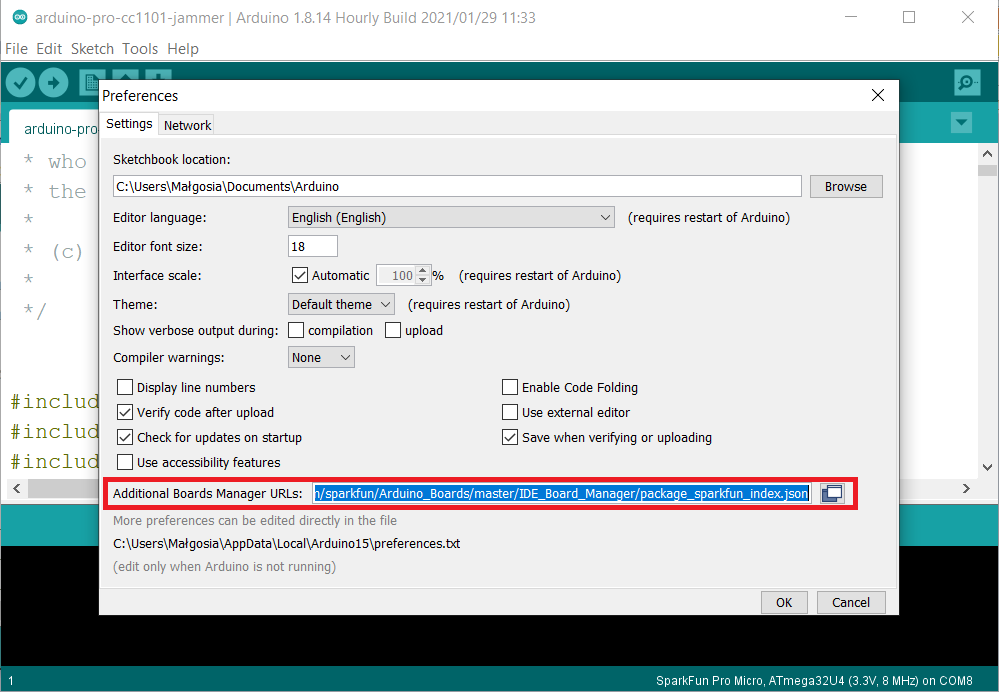 arduino-pro-cc1101-jammer | Arduino 1.8.14 Hourly Build 2021/01/29 11:33
File Edit Sketch Tools Help
Preferences
Settings Network
arduino-pro
* who
* the
*
* (c)
*
*/
#includ
#includ
#includ
Sketchbook location:
C:\Users\Małgosia\Documents\Arduino Browse
Editor language: English (English) (requires restart of Arduino)
Editor font size: 18
Interface scale: Automatic 100 % (requires restart of Arduino)
Theme: Default theme (requires restart of Arduino)
Show verbose output during: compilation upload
Compiler warnings: None
Display line numbers Enable Code Folding
Verify code after upload Use external editor
Check for updates on startup Save when verifying or uploading
Use accessibility features
Additional Boards Manager URLs: n/sparkfun/Arduino_Boards/master/IDE_Board_Manager/package_sparkfun_index.json
More preferences can be edited directly in the file
C:\Users\Małgosia\AppData\Local\Arduino15\preferences.txt
(edit only when Arduino is not running)
OK Cancel
1 SparkFun Pro Micro, ATmega32U4 (3.3V, 8 MHz) on COM8